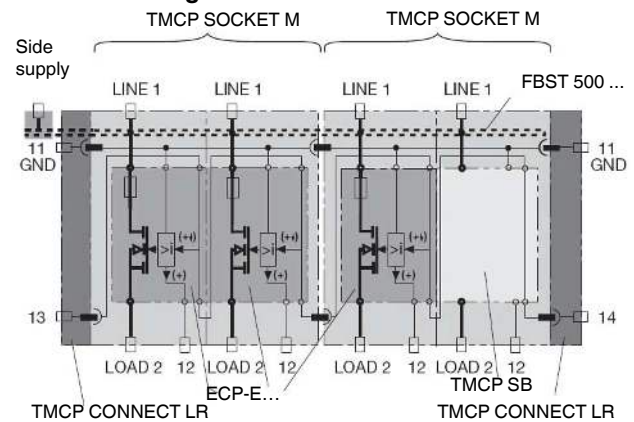 TMCP SOCKET M TMCP SOCKET M
Side
supply
LINE 1 LINE 1 LINE 1 LINE 1
FBST 500 ...
11 11
GND GND
>i (+i) >i (+i) >i (+i)
(+) (+) (+)
13 14
LOAD 2 12 LOAD 2 12 LOAD 2 12 LOAD 2 12
ECP-E...
TMCP SB
TMCP CONNECT LR TMCP CONNECT LR